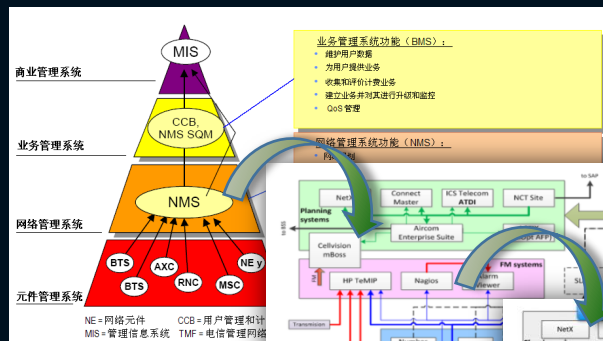 MIS
商业管理系统
CCB,
NMS SQM
业务管理系统
NMS
网络管理系统
BTS
BTS
AXC
RNC
MSC
NE y
元件管理系统
NE = 网络元件
CCB = 用户管理和计
MIS = 管理信息系统
TMF = 电信管理网络
业务管理系统功能（BMS）：
维护用户数据
为用户提供业务
收集和评价计费业务
建立业务并对其进行升级和监控
QoS 管理
网络管理系统功能（NMS）：
to SAP
NetX
Connect
Master
ICS Telecom
ATDI
NCT Site
Planning
systems
to BSS
Aircom
Enterprise Suite
Cellvision
mBoss
FM
FM systems
HP TeMIP
Nagios
Viewer
Transmission
NetX